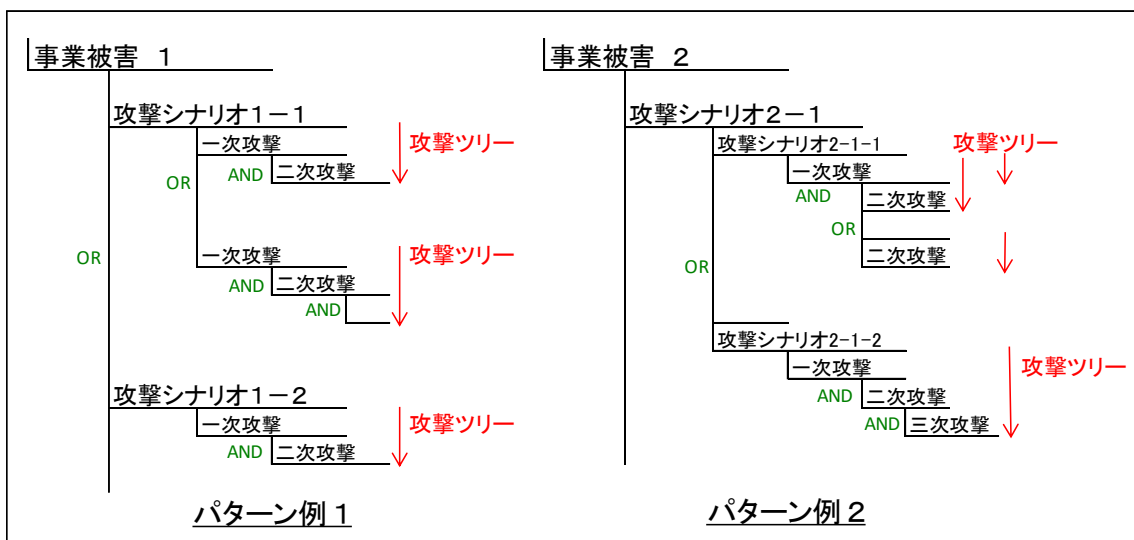 事業被害 1
攻撃シナリオ1-1
一次攻撃
AND
二次攻撃
攻撃ツリー
OR
一次攻撃
AND
二次攻撃
AND
攻撃ツリー
OR
攻撃シナリオ1-2
一次攻撃
AND
二次攻撃
攻撃ツリー
パターン例1
事業被害 2
攻撃シナリオ2-1
攻撃シナリオ2-1-1
攻撃ツリー
一次攻撃
AND
二次攻撃
OR
二次攻撃
OR
攻撃シナリオ2-1-2
一次攻撃
攻撃ツリー
AND
二次攻撃
AND
三次攻撃
パターン例2